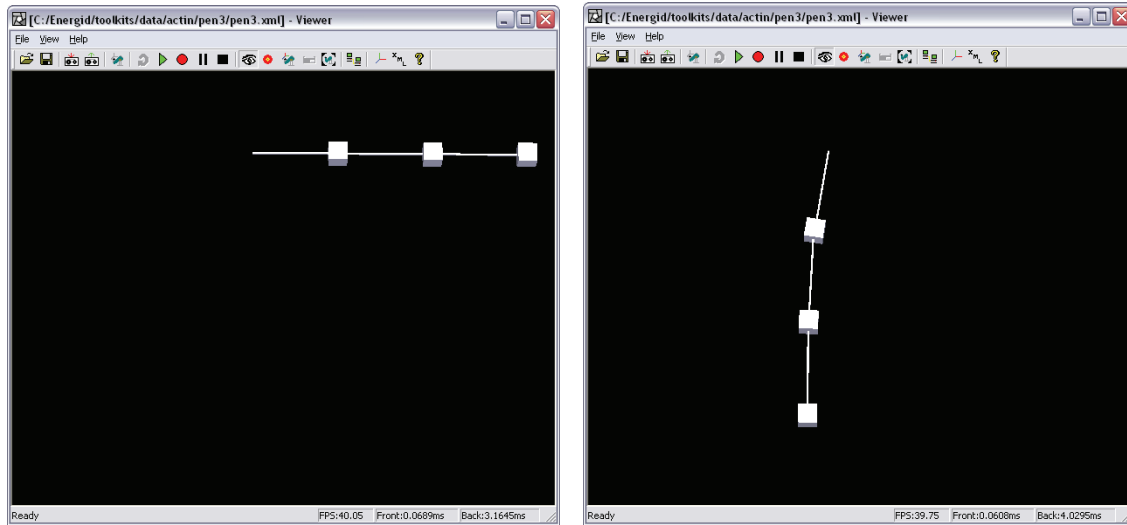 [C:/Energid/toolkits/data/actin/pen3/pen3.xml] - Viewer
File View Help
Ready FPS:40.05 Front:0.0689ms Back:3.1645ms
[C:/Energid/toolkits/data/actin/pen3/pen3.xml] - Viewer
File View Help
Ready FPS:39.75 Front:0.0608ms Back:4.0295ms